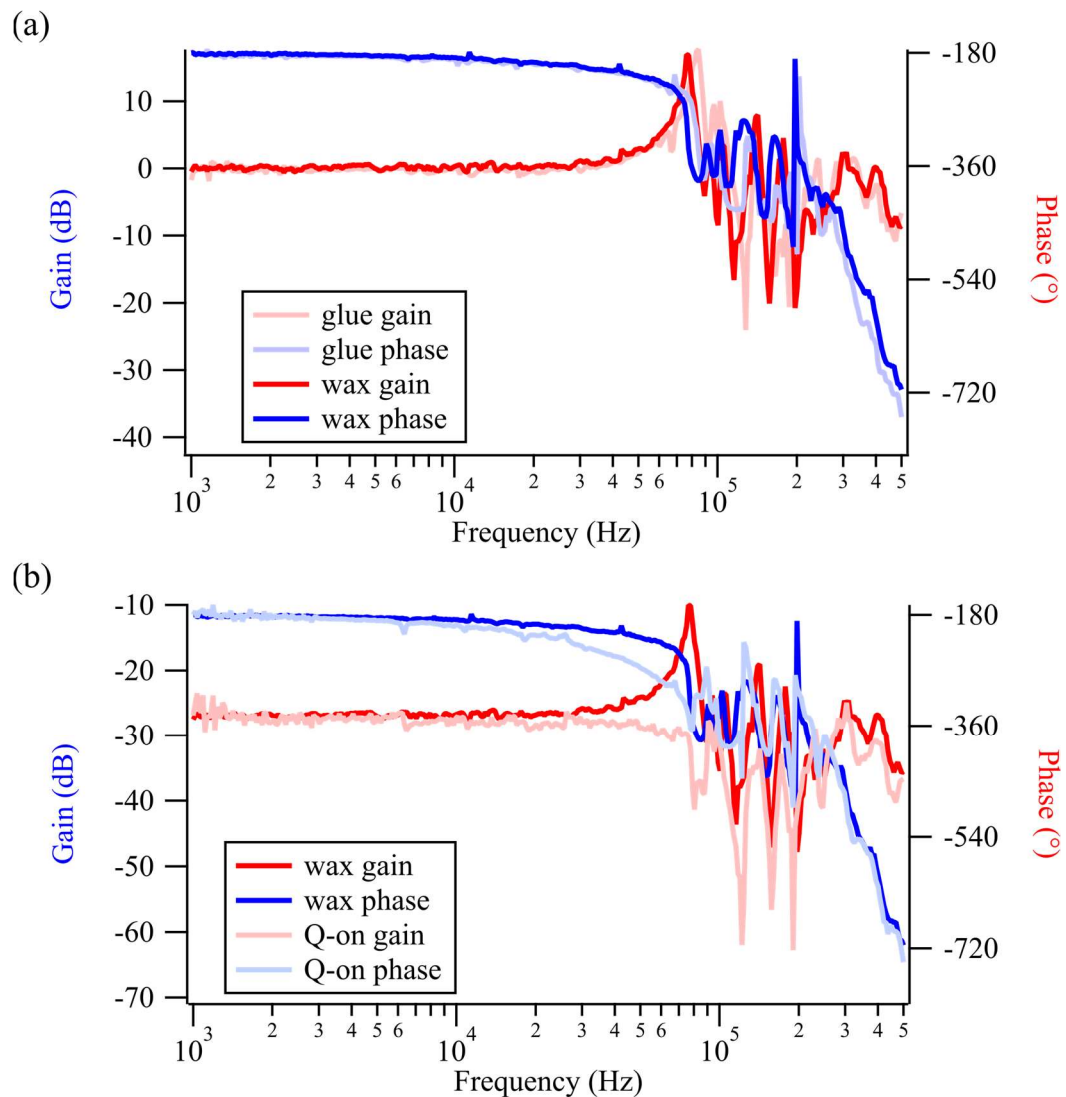 (a)
10
0
-10
-20
-30
-40
Gain (dB)
-180
-360
-540
-720
Phase (°)
glue gain
glue phase
wax gain
wax phase
10³ 2 3 4 5 6 10⁴ 2 3 4 5 6 10⁵ 2 3 4 5
Frequency (Hz)
(b)
-10
-20
-30
-40
-50
-60
-70
Gain (dB)
-180
-360
-540
-720
Phase (°)
wax gain
wax phase
Q-on gain
Q-on phase
10³ 2 3 4 5 6 10⁴ 2 3 4 5 6 10⁵ 2 3 4 5
Frequency (Hz)